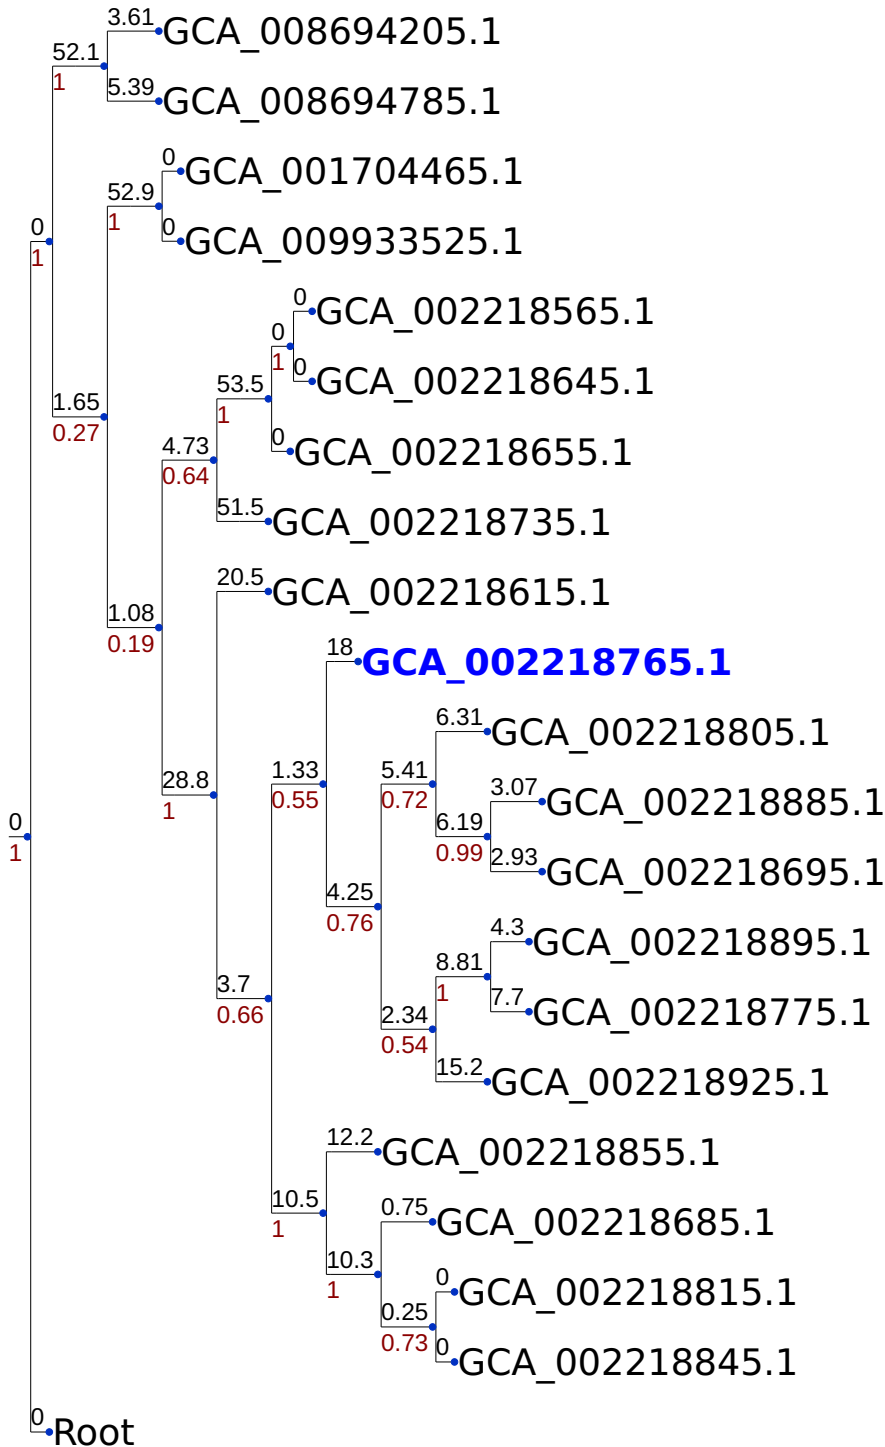 3.61
GCA_008694205.1
52.1
1
5.39
GCA_008694785.1
0
GCA_001704465.1
52.9
1
0
GCA_009933525.1
0
1
0
GCA_002218565.1
0
1
0
GCA_002218645.1
53.5
1
1.65
0.27
0
GCA_002218655.1
4.73
0.64
51.5
GCA_002218735.1
20.5
GCA_002218615.1
1.08
0.19
18
GCA_002218765.1
6.31
GCA_002218805.1
28.8
1
1.33
0.55
5.41
0.72
3.07
GCA_002218885.1
0
1
6.19
0.99
2.93
GCA_002218695.1
4.25
0.76
4.3
GCA_002218895.1
8.81
1
3.7
0.66
7.7
GCA_002218775.1
2.34
0.54
15.2
GCA_002218925.1
12.2
GCA_002218855.1
10.5
1
0.75
GCA_002218685.1
10.3
1
0
GCA_002218815.1
0.25
0.73
0
GCA_002218845.1
0
Root